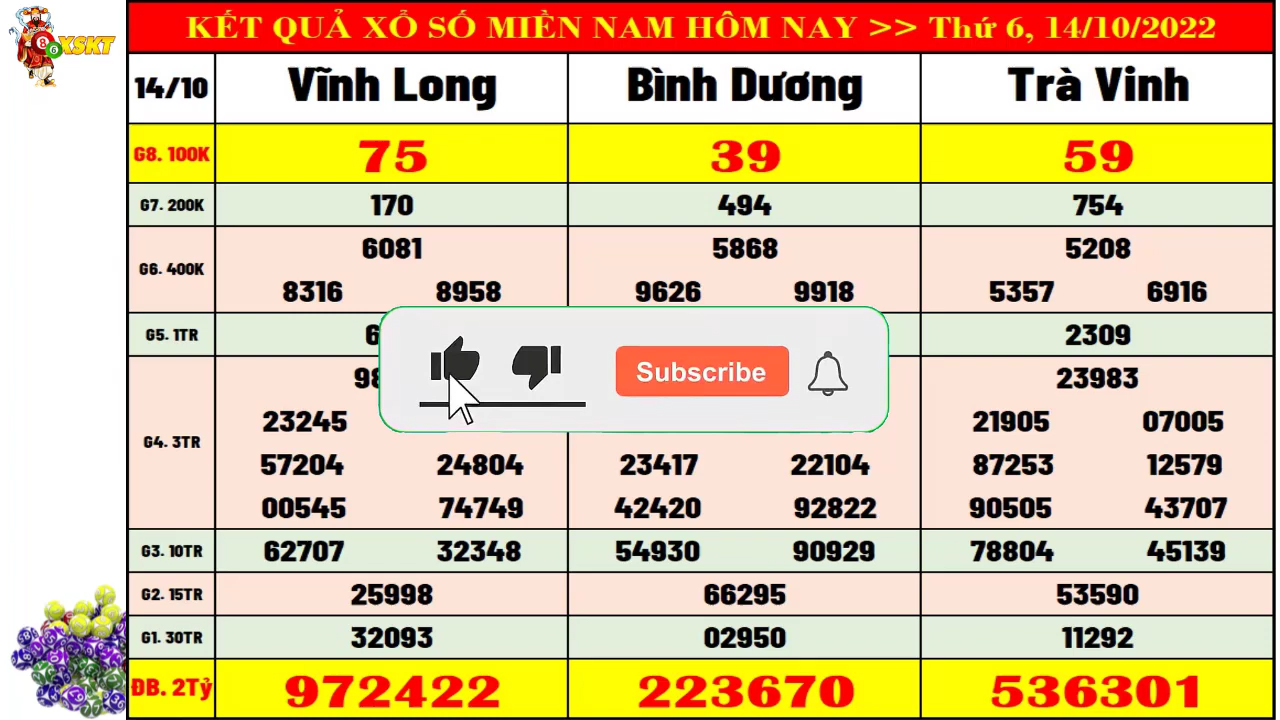 XSKT
KẾT QUẢ XỔ SỐ MIỀN NAM HÔM NAY >> Thứ 6, 14/10/2022
14/10 Vĩnh Long Bình Dương Trà Vinh
G8. 100K 75 39 59
G7. 200K 170 494 754
6081 5868 5208
G6. 400K
8316 8958 9626 9918 5357 6916
G5. 1TR 2309
23983
Subscribe
23245 21905 07005
G4. 3TR
57204 24804 23417 22104 87253 12579
00545 74749 42420 92822 90505 43707
G3. 10TR 62707 32348 54930 90929 78804 45139
G2. 15TR 25998 66295 53590
G1. 30TR 32093 02950 11292
ĐB. 2Tỷ 972422 223670 536301